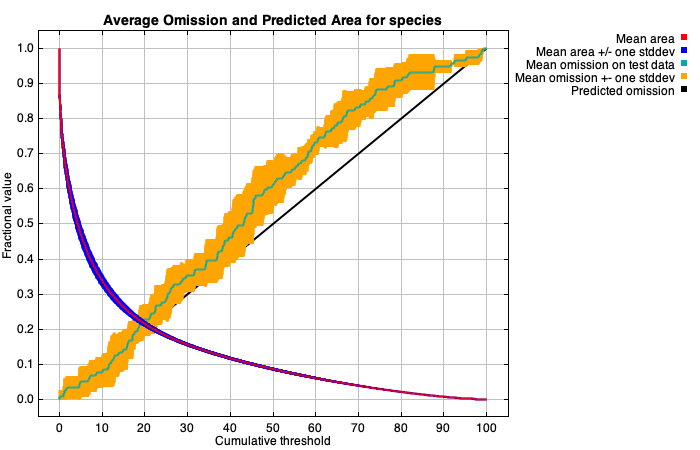 Average Omission and Predicted Area for species
Mean area
Mean area +/- one stddev
Mean omission on test data
Mean omission +- one stddev
Predicted omission
Fractional value
1.0
0.9
0.8
0.7
0.6
0.5
0.4
0.3
0.2
0.1
0.0
0 10 20 30 40 50 60 70 80 90 100
Cumulative threshold